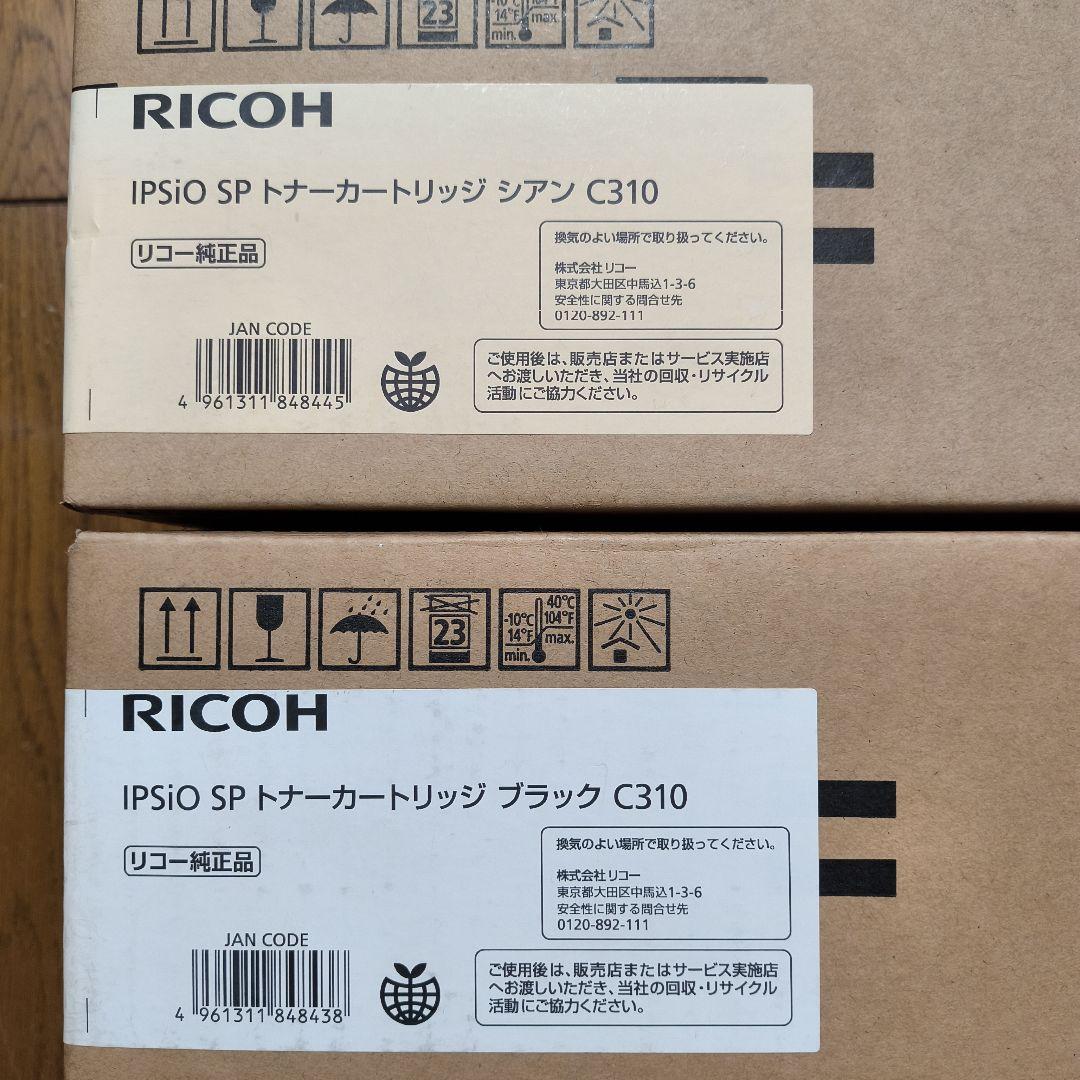 23
-10℃
14°F
max.
min.
RICOH
IPSiO SP トナーカートリッジ シアン C310
リコー純正品
換気のよい場所で取り扱ってください。
株式会社リコー
東京都大田区中馬込1-3-6
安全性に関する問合せ先
0120-892-111
JAN CODE
4 961311 848445
ご使用後は、販売店またはサービス実施店
へお渡しいただき、当社の回収・リサイクル
活動にご協力ください。
23
40℃
-10℃ 104°F
14°F max.
min.
RICOH
IPSiO SP トナーカートリッジ ブラック C310
リコー純正品
換気のよい場所で取り扱ってください。
株式会社リコー
東京都大田区中馬込1-3-6
安全性に関する問合せ先
0120-892-111
JAN CODE
4 961311 848438
ご使用後は、販売店またはサービス実施店
へお渡しいただき、当社の回収・リサイクル
活動にご協力ください。